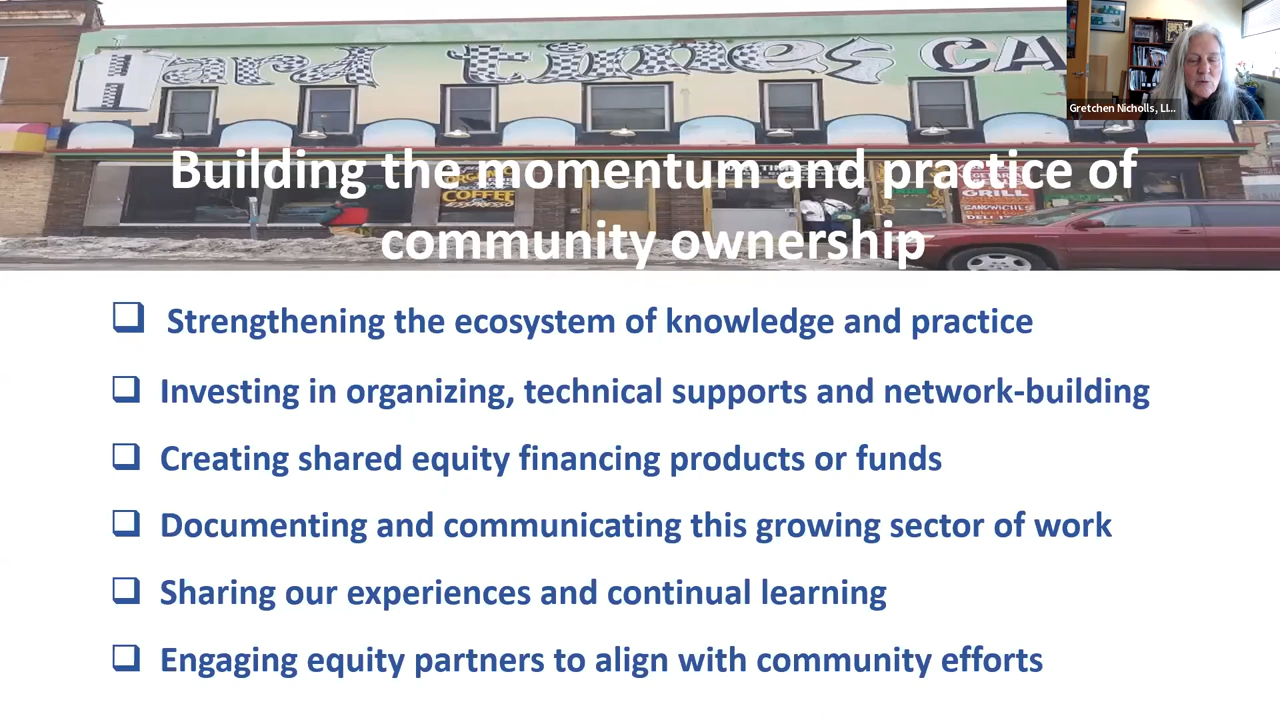 Hard times CA
Gretchen Nicholls, LI...
Building the momentum and practice of
community ownership
COFFEE
ESPRESSO
GRILL
SANDWICHES
Strengthening the ecosystem of knowledge and practice
Investing in organizing, technical supports and network-building
Creating shared equity financing products or funds
Documenting and communicating this growing sector of work
Sharing our experiences and continual learning
Engaging equity partners to align with community efforts